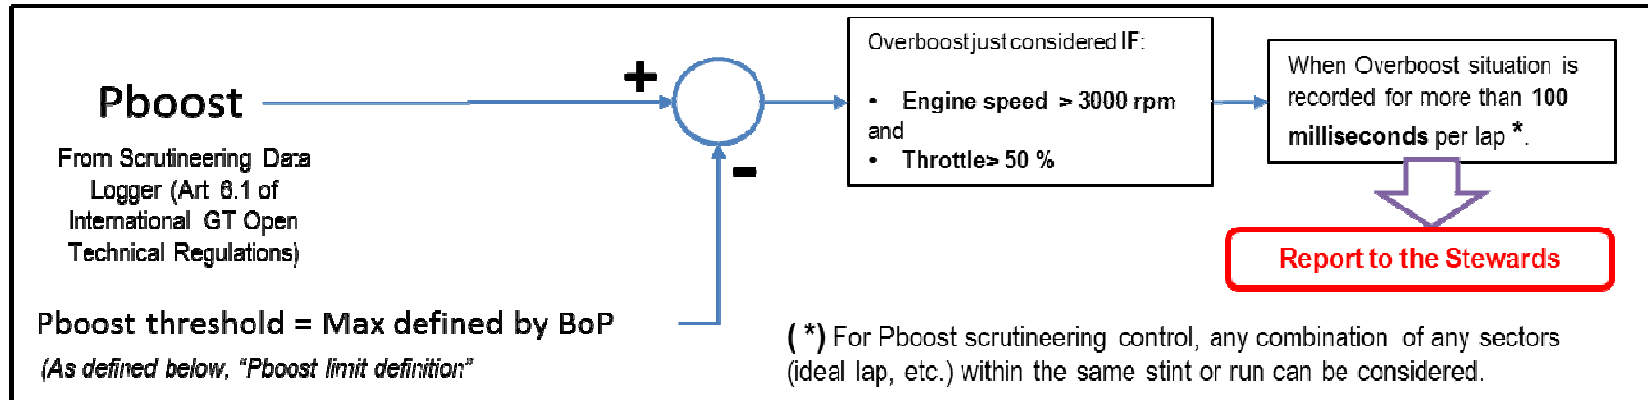 Pboost
From Scrutineering Data
Logger (Art 6.1 of
International GT Open
Technical Regulations)
Pboost threshold = Max defined by BoP
(As defined below, "Pboost limit definition"
+
-
Overboost just considered IF:
• Engine speed > 3000 rpm
and
• Throttle> 50 %
When Overboost situation is
recorded for more than 100
milliseconds per lap *.
Report to the Stewards
( *) For Pboost scrutineering control, any combination of any sectors
(ideal lap, etc.) within the same stint or run can be considered.